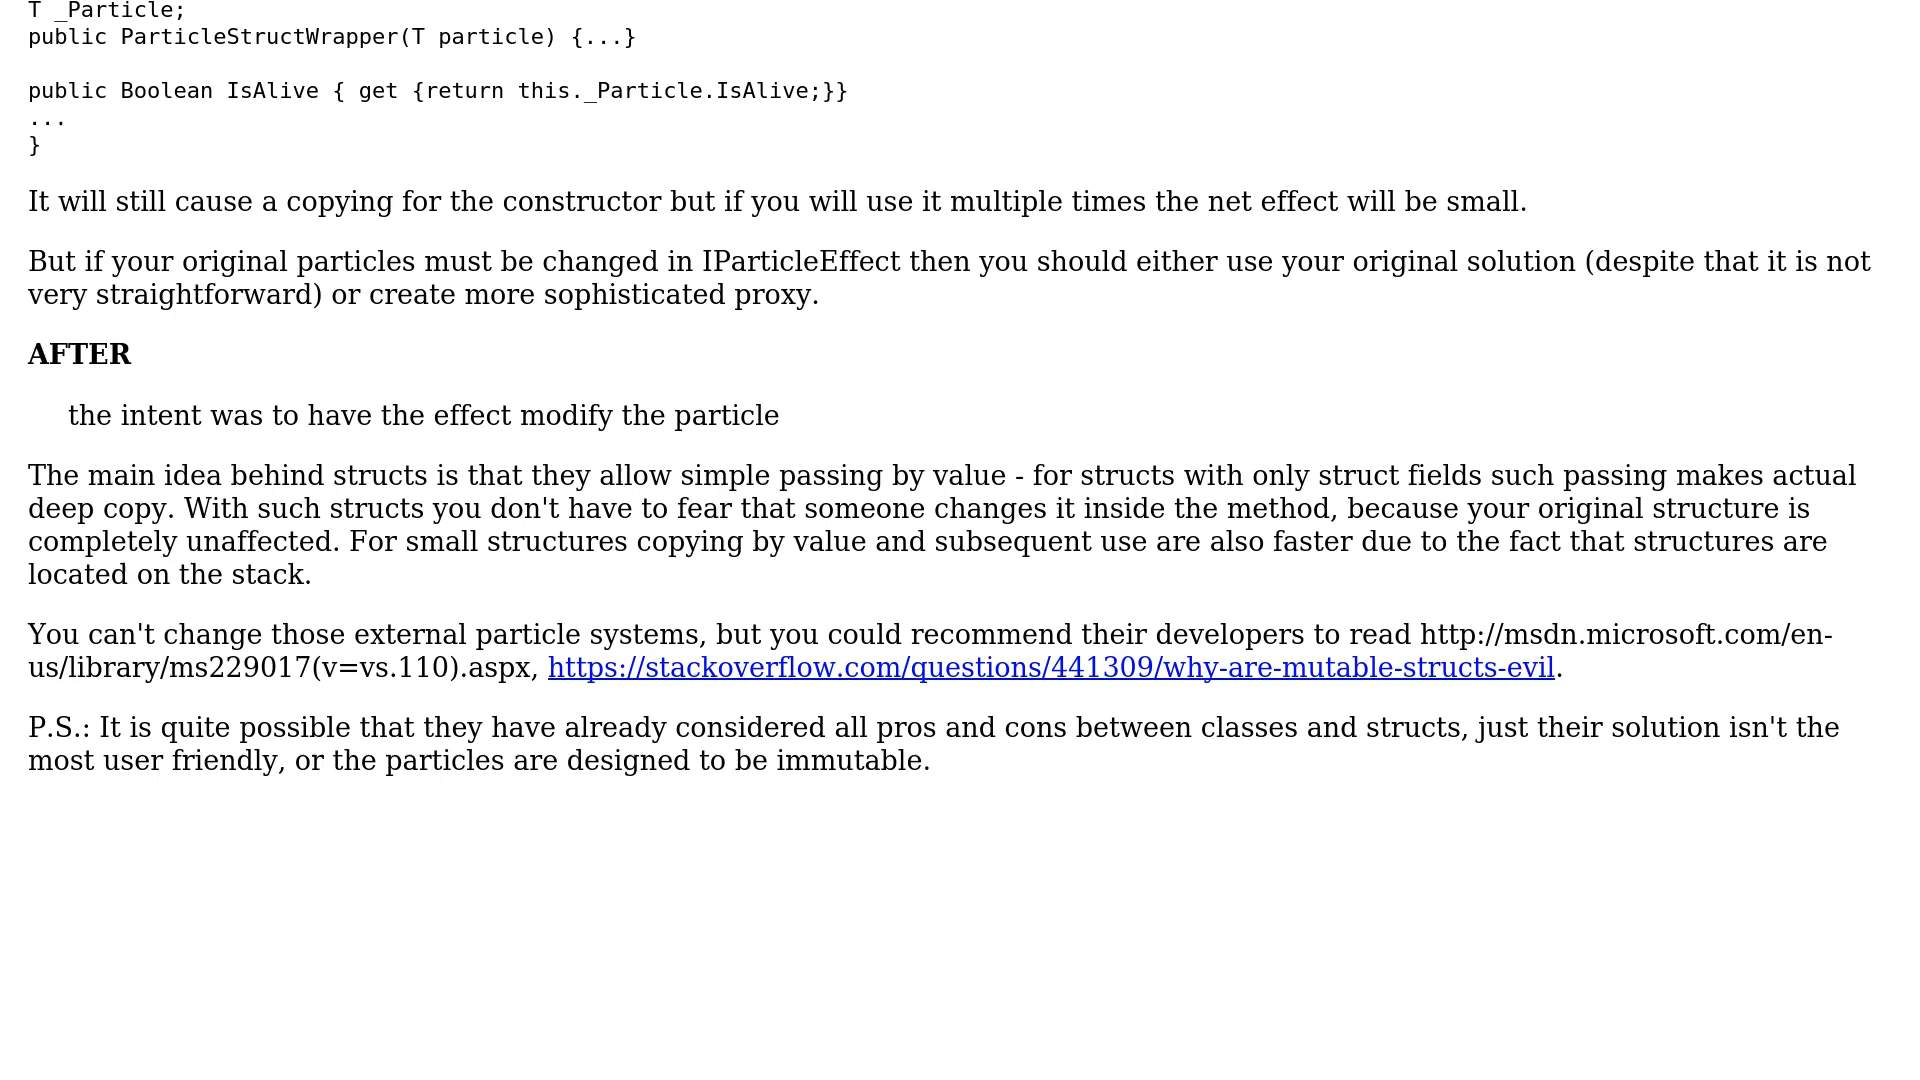 T _Particle;
public ParticleStructWrapper(T particle) {...}
public Boolean IsAlive { get {return this._Particle.IsAlive;}}
...
}
It will still cause a copying for the constructor but if you will use it multiple times the net effect will be small.
But if your original particles must be changed in IParticleEffect then you should either use your original solution (despite that it is not
very straightforward) or create more sophisticated proxy.
AFTER
the intent was to have the effect modify the particle
The main idea behind structs is that they allow simple passing by value - for structs with only struct fields such passing makes actual
deep copy. With such structs you don't have to fear that someone changes it inside the method, because your original structure is
completely unaffected. For small structures copying by value and subsequent use are also faster due to the fact that structures are
located on the stack.
You can't change those external particle systems, but you could recommend their developers to read http://msdn.microsoft.com/en-
us/library/ms229017(v=vs.110).aspx, https://stackoverflow.com/questions/441309/why-are-mutable-structs-evil.
P.S.: It is quite possible that they have already considered all pros and cons between classes and structs, just their solution isn't the
most user friendly, or the particles are designed to be immutable.